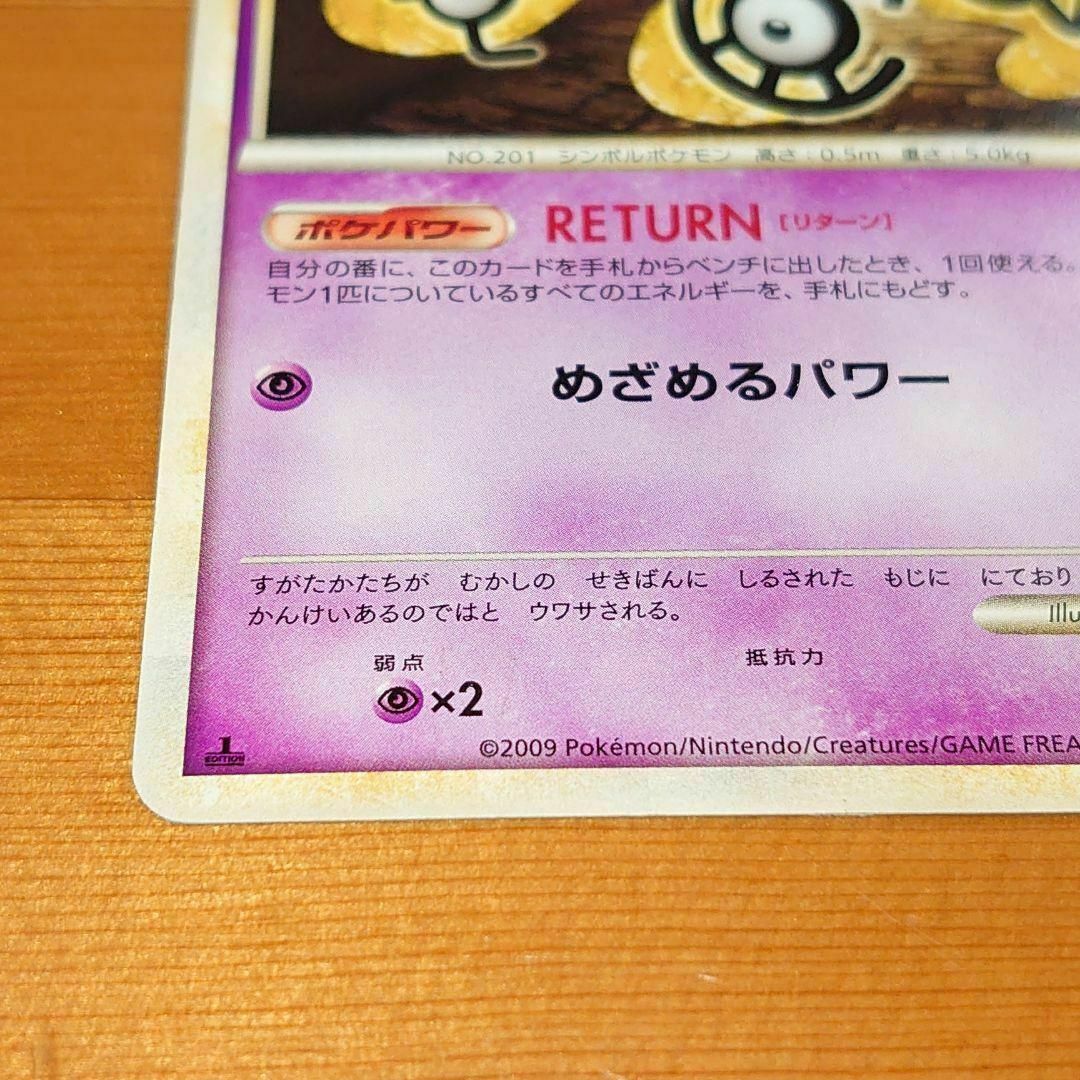 NO.201 シンボルポケモン 高さ：0.5m 重さ：5.0kg
ポケパワー RETURN [リターン]
自分の番に、このカードを手札からベンチに出したとき、1回使える。
モン1匹についているすべてのエネルギーを、手札にもどす。
めざめるパワー
すがたかたちが むかしの せきばんに しるされた もじに にており
かんけいあるのではと ウワサされる。
Illu
弱点 抵抗力
×2
1 EDITION
©2009 Pokémon/Nintendo/Creatures/GAME FREA